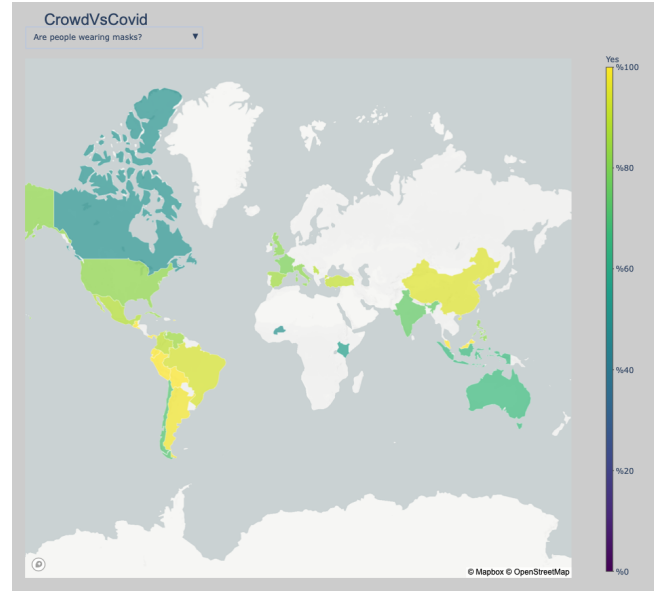 CrowdVsCovid
Are people wearing masks? ▼
Yes
%100
%80
%60
%40
%20
%0
© Mapbox © OpenStreetMap